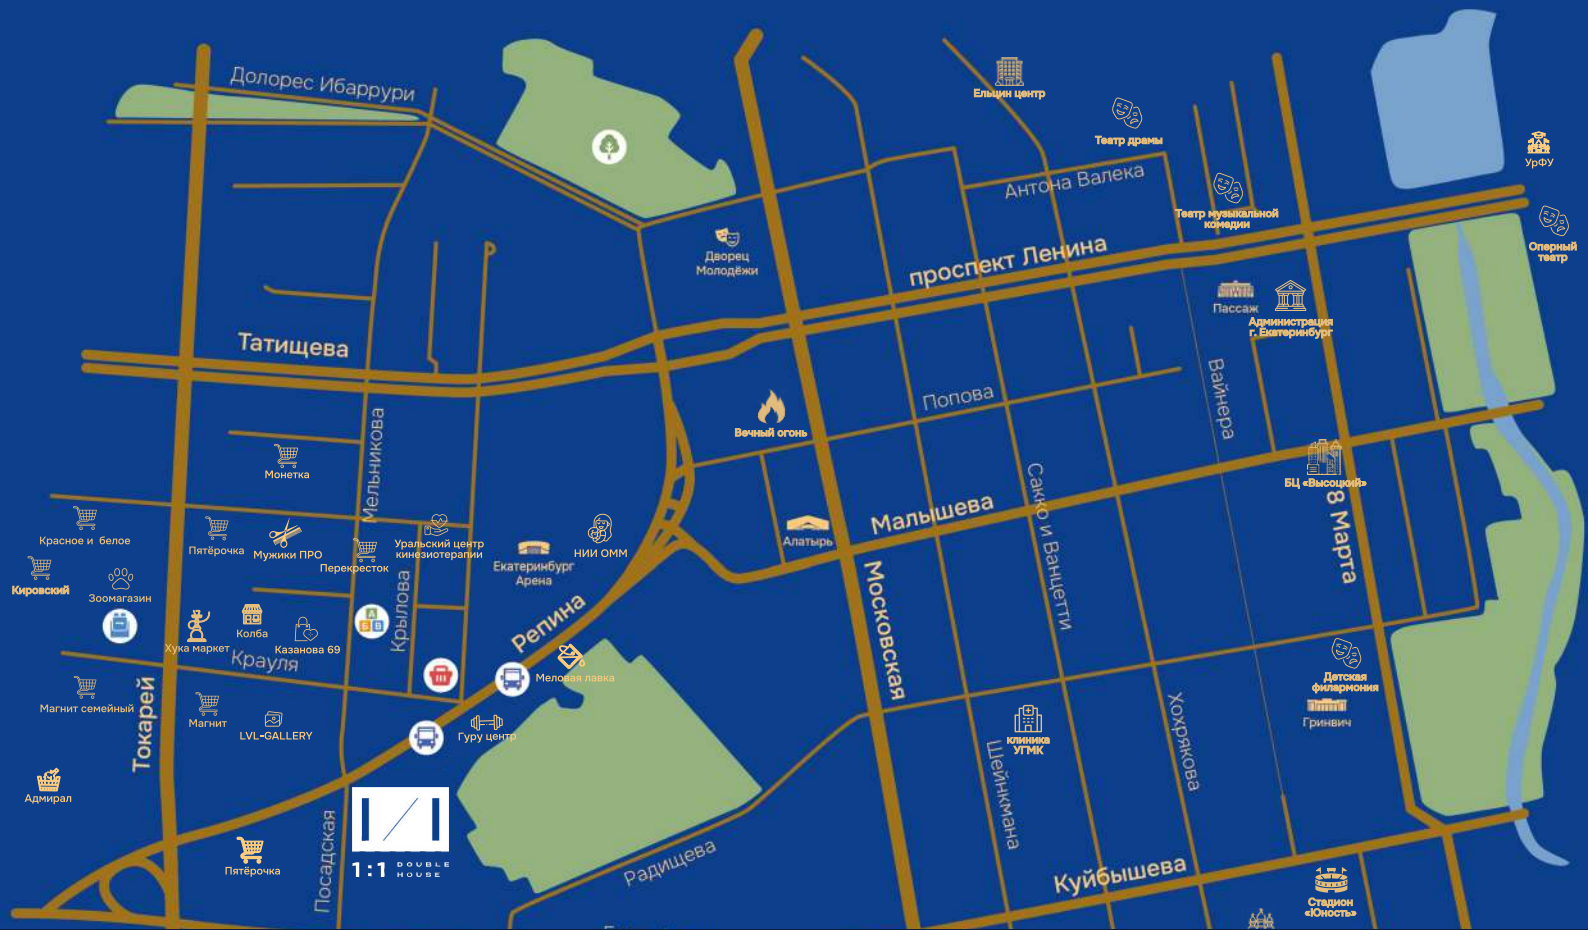 Долорес Ибаррури
Ельцин центр
Театр драмы
УрФУ
Антона Валека
Театр музыкальной
комедии
Оперный
театр
Дворец
Молодёжи
проспект Ленина
Пассаж
Администрация
г. Екатеринбург
Татищева
Вайнера
Попова
Мельникова
Вечный огонь
Монетка
БЦ «Высоцкий»
8 Марта
Сакко и Ванцетти
Малышева
Красное и белое
Пятёрочка
Мужики ПРО
Перекресток
Уральский центр
кинезиотерапии
Екатеринбург
Арена
НИИ ОММ
Алатырь
Кировский
Зоомагазин
Крылова
Репина
Московская
А
Б В
Колба
Хука маркет
Казанова 69
Крауля
Меловая лавка
Детская
филармония
Гринвич
Токарей
Магнит семейный
Магнит
LVL-GALLERY
Гуру центр
клиника
УГМК
Шейнкмана
Хохрякова
Адмирал
Посадская
Пятёрочка
1:1 DOUBLE
HOUSE
Радищева
Куйбышева
Стадион
«Юность»